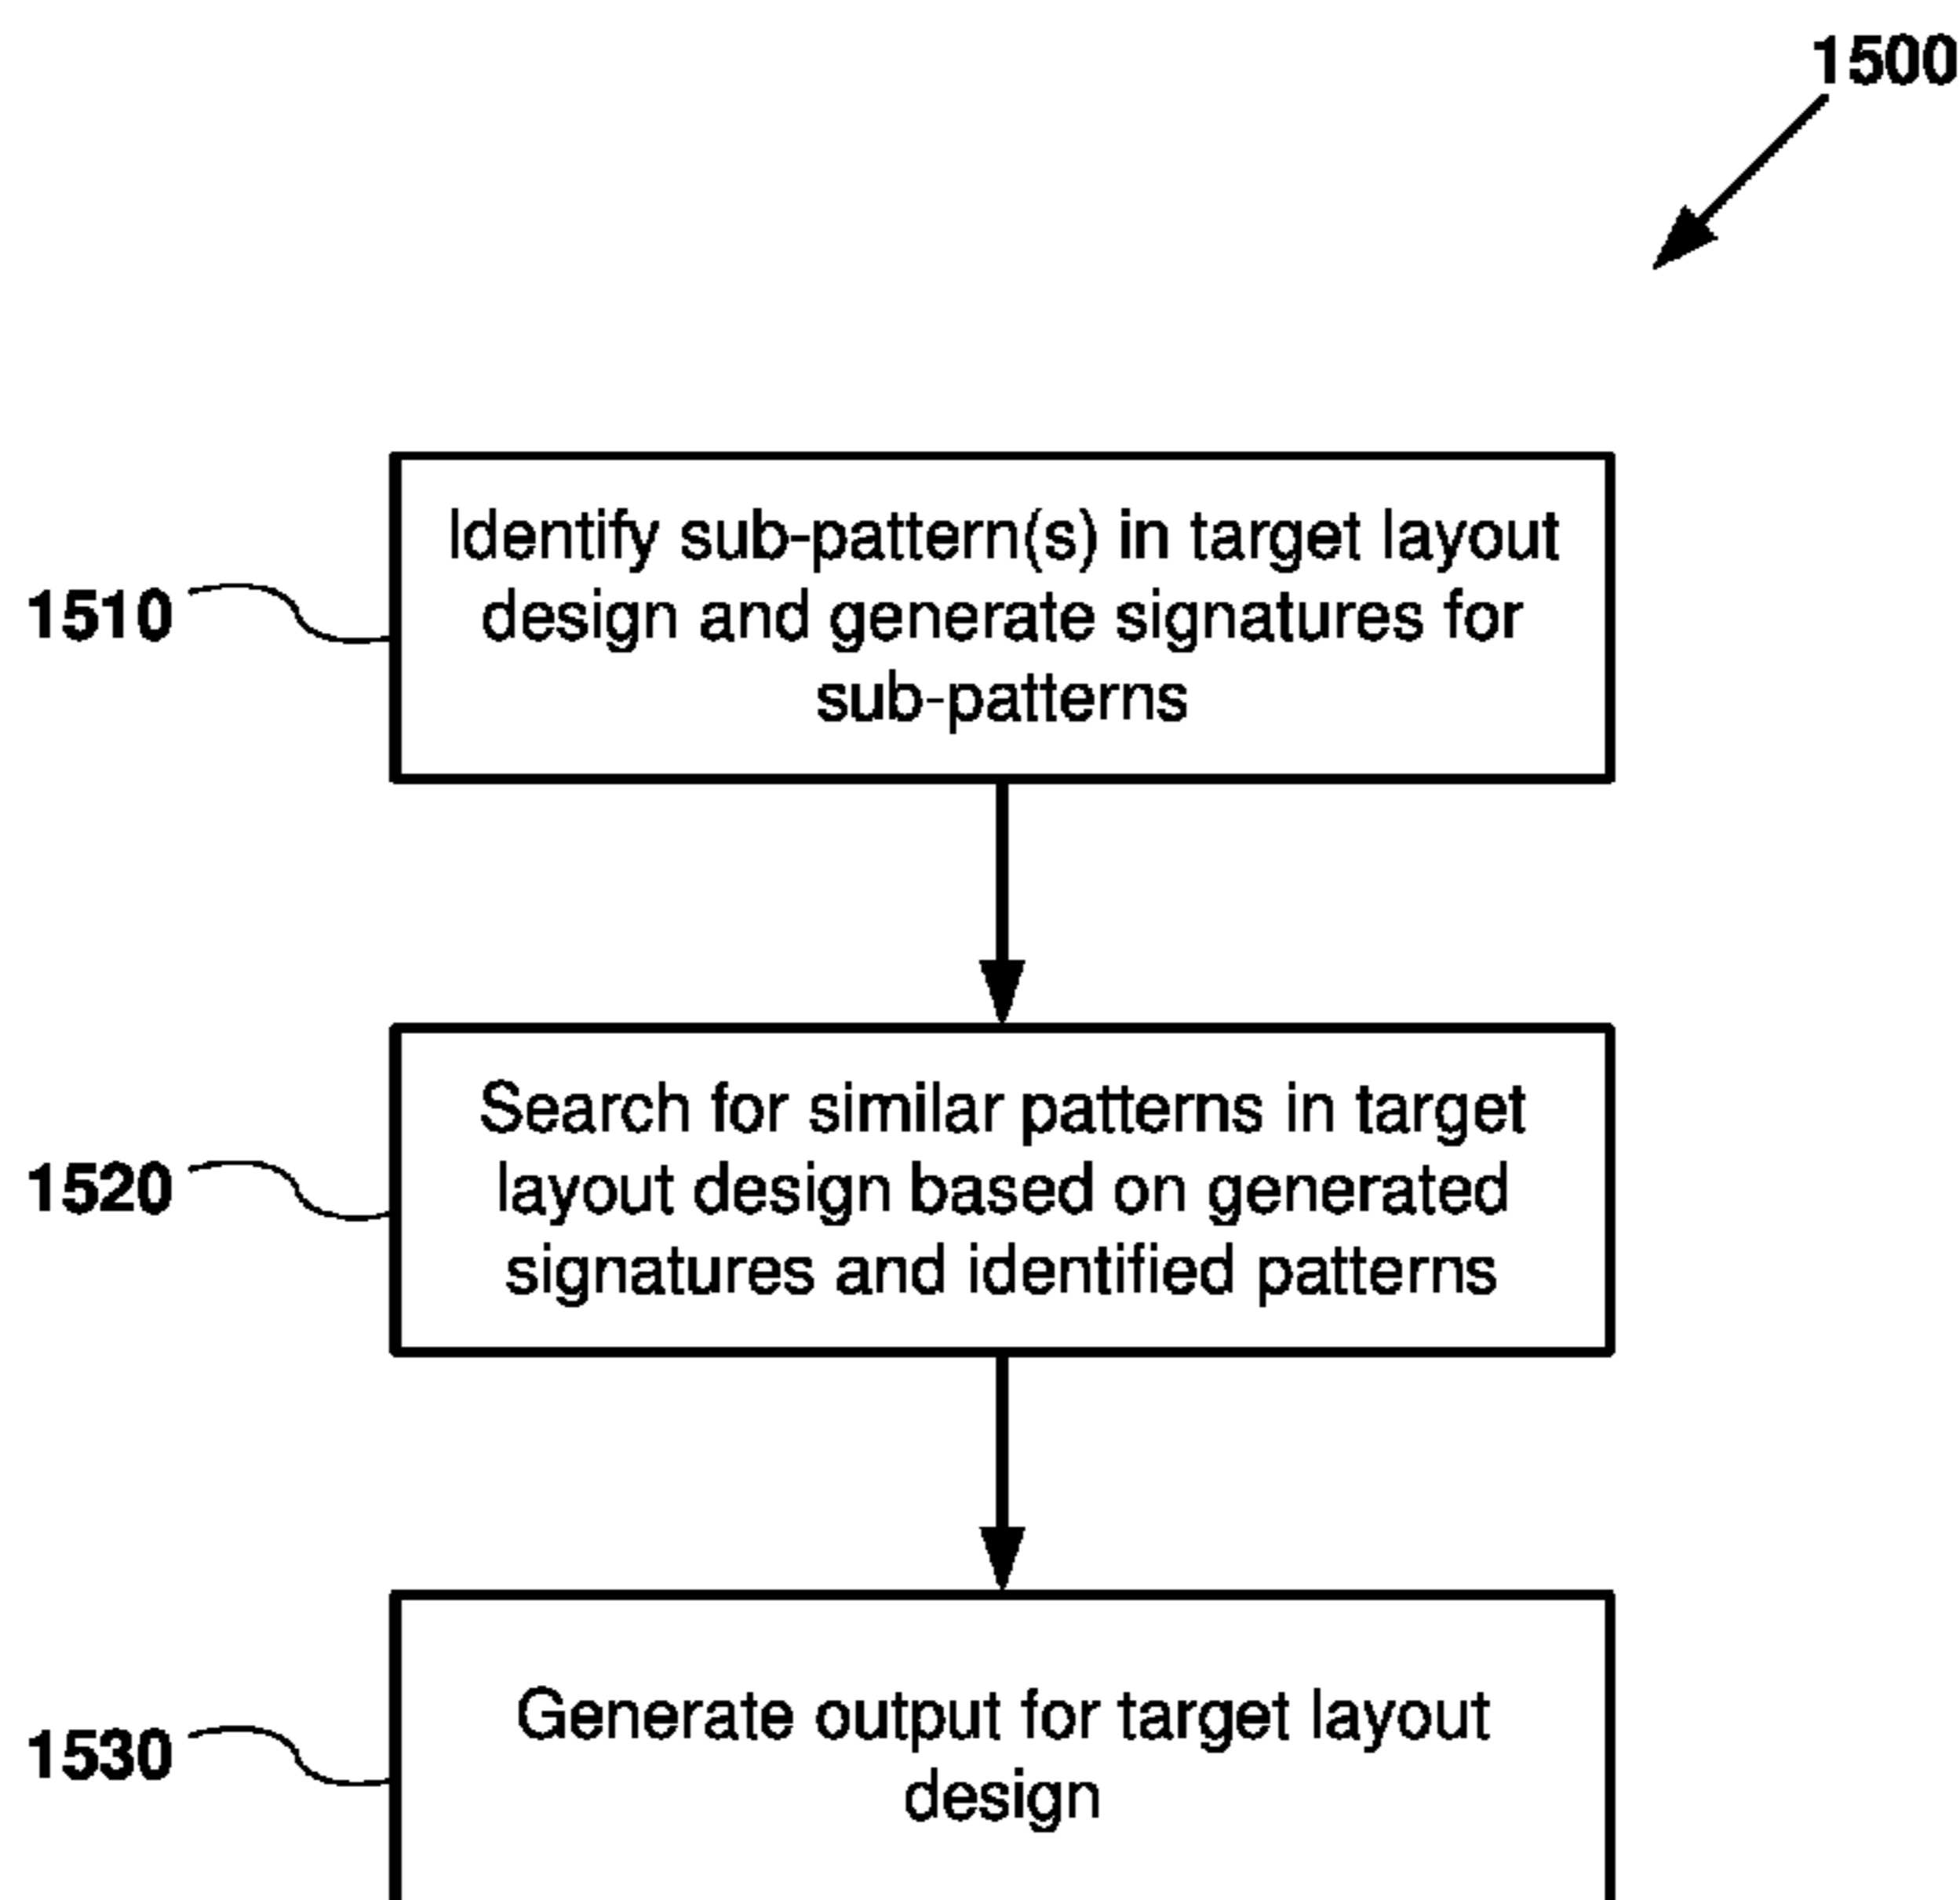 1500
Identify sub-pattern(s) in target layout
design and generate signatures for
sub-patterns
1510
Search for similar patterns in target
layout design based on generated
signatures and identified patterns
1520
Generate output for target layout
design
1530